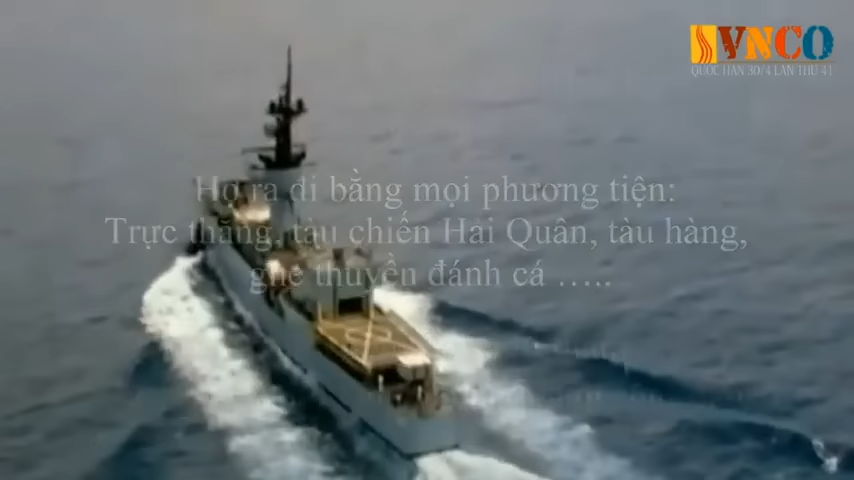 VNCO
QUỐC HẬN 30/4 LẦN THỨ 41
Họ ra đi bằng mọi phương tiện:
Trực thăng, tàu chiến Hải Quân, tàu hàng,
ghe thuyền đánh cá .....